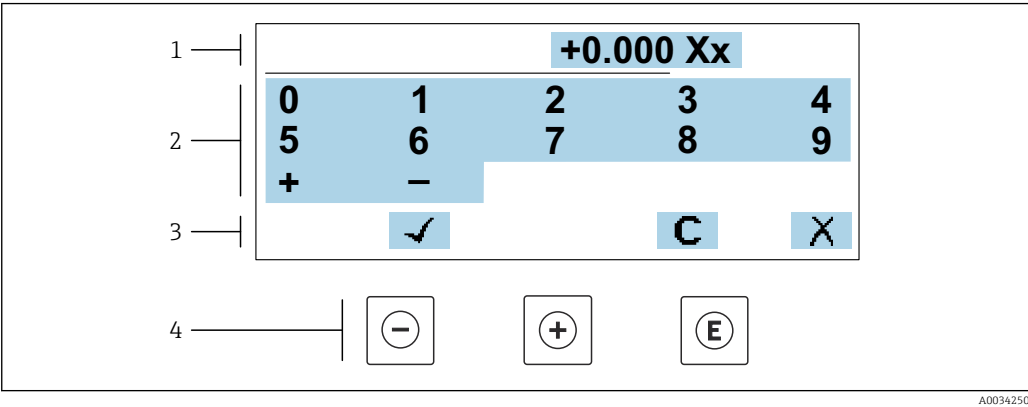 1 +0.000 Xx
0 1 2 3 4
2 5 6 7 8 9
+ –
3 ✓ C X
4 − + E
A0034250